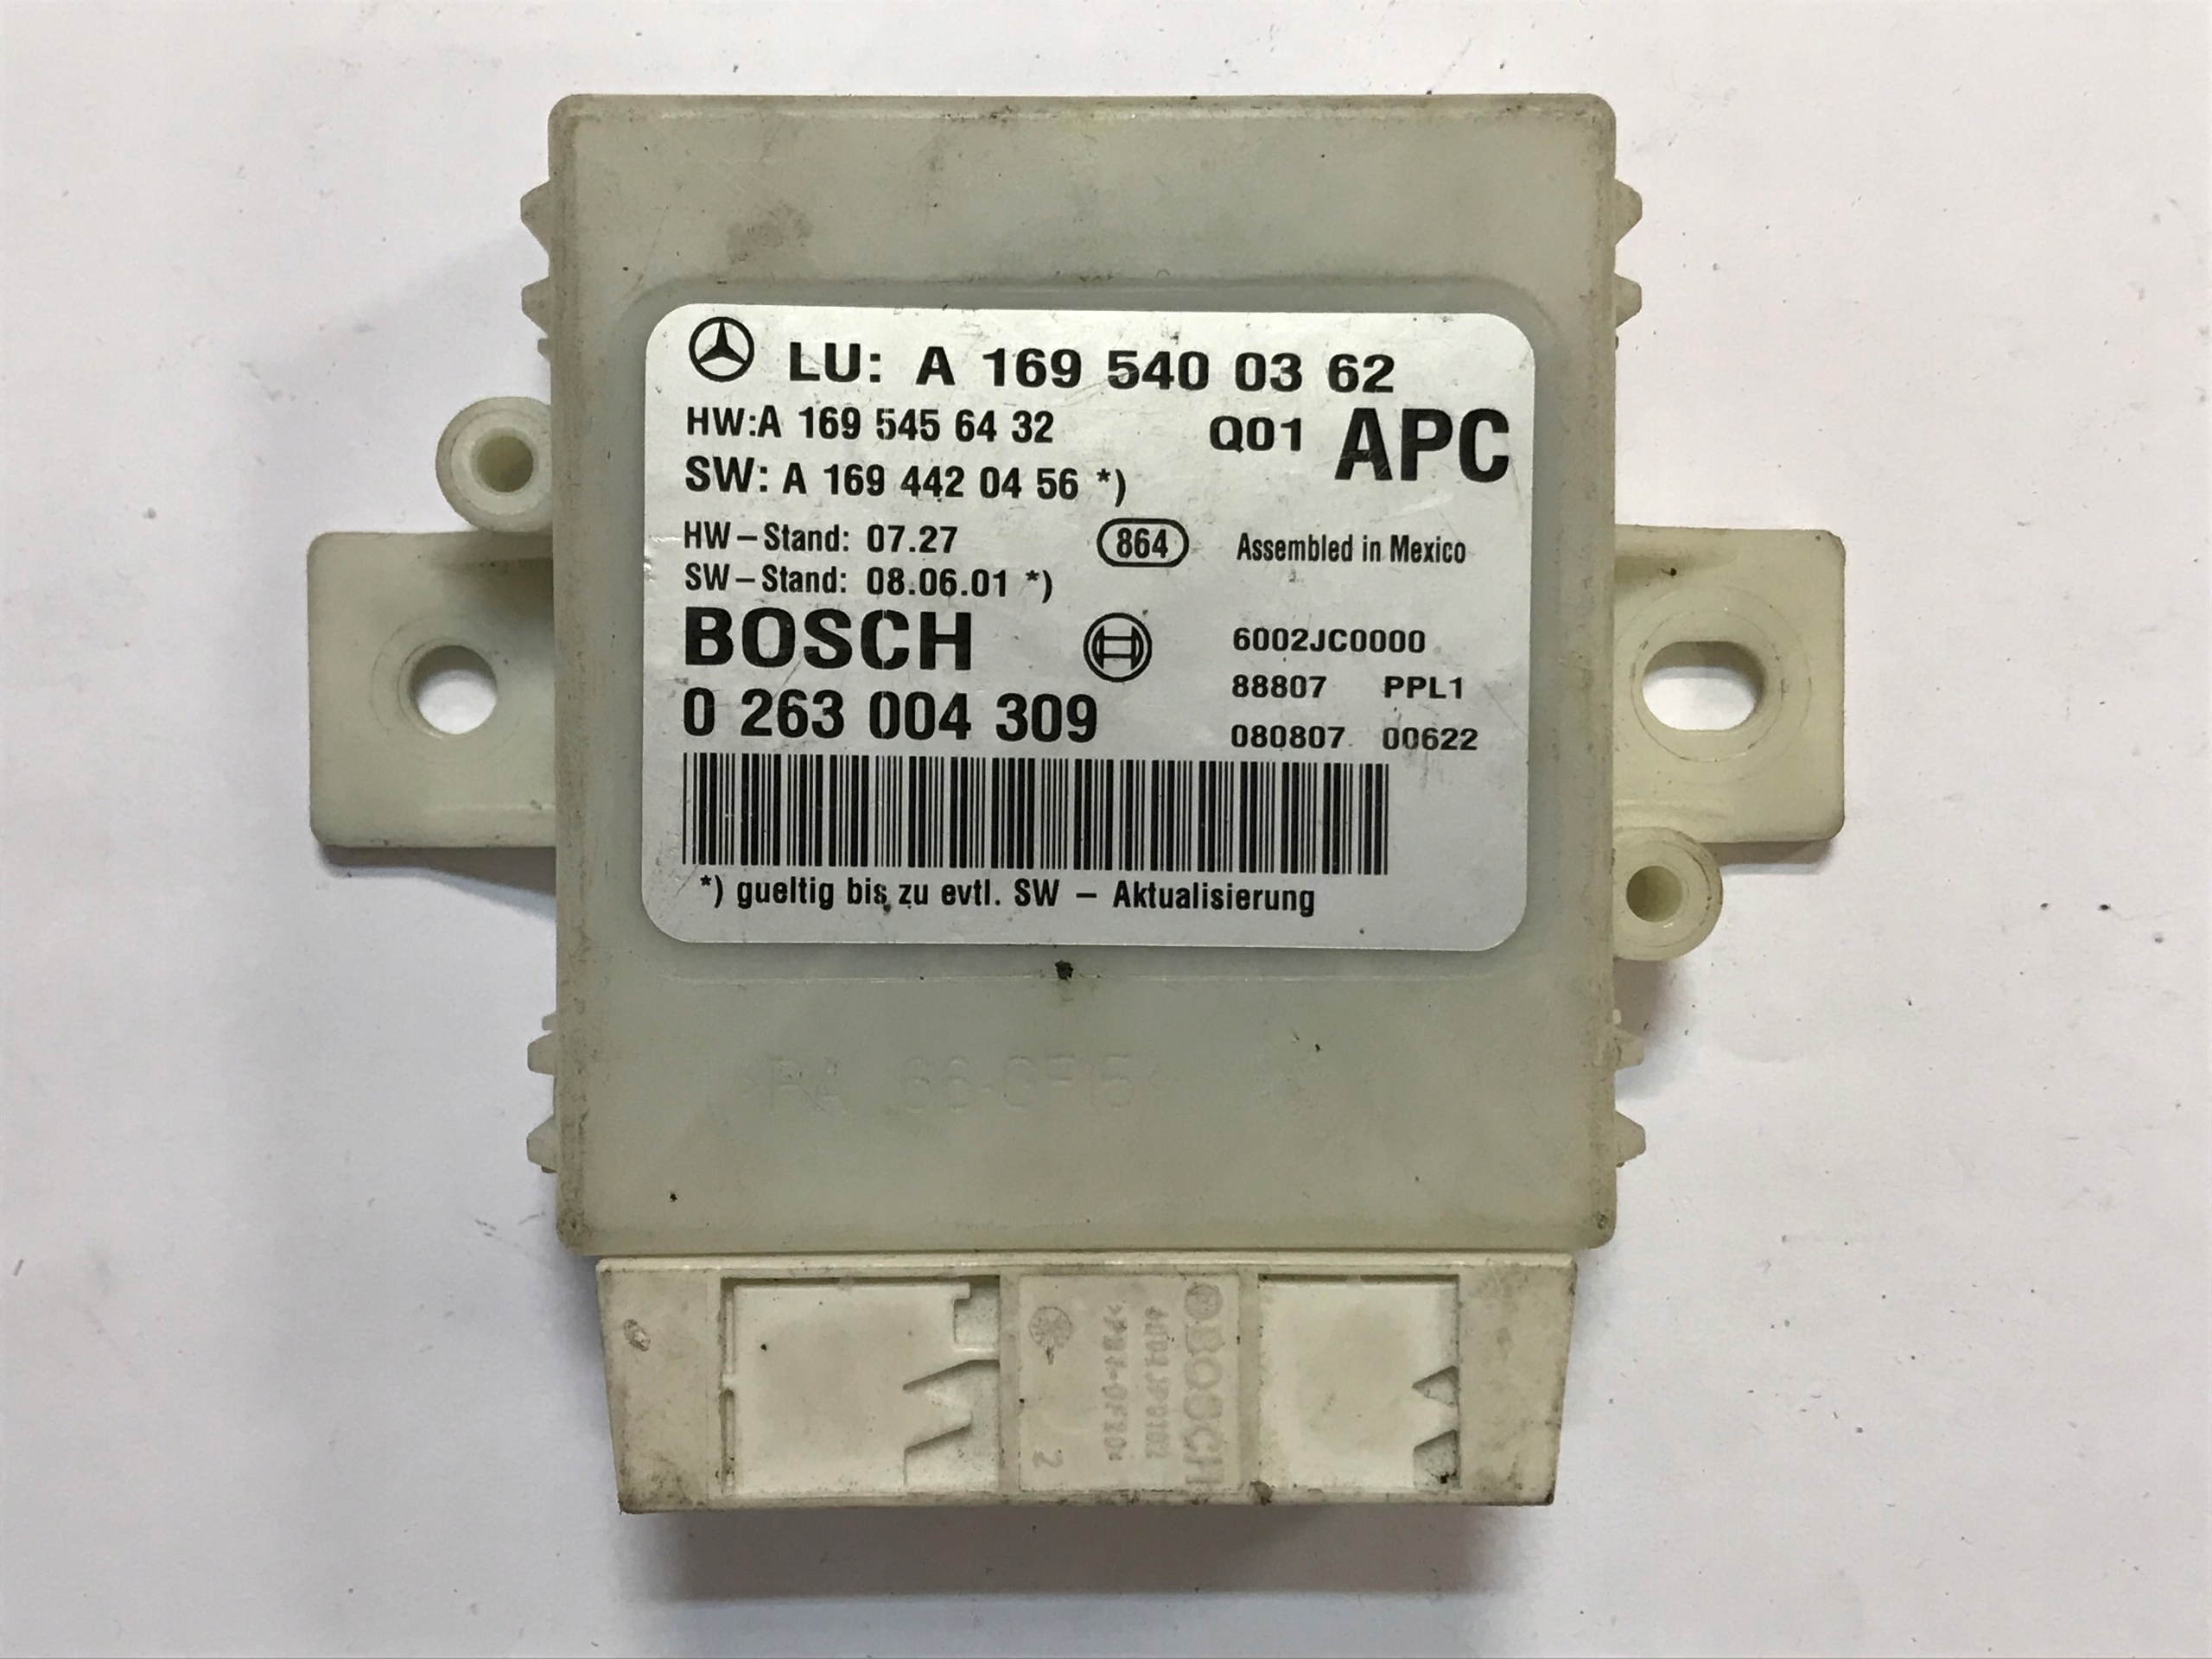 LU: A 169 540 03 62
HW:A 169 545 64 32 Q01 APC
SW: A 169 442 04 56 *)
HW – Stand: 07.27 864 Assembled in Mexico
SW – Stand: 08.06.01 *)
BOSCH 6002JC0000
0 263 004 309 88807 PPL1
080807 00622
*) gueltig bis zu evtl. SW – Aktualisierung
BOSCH
2